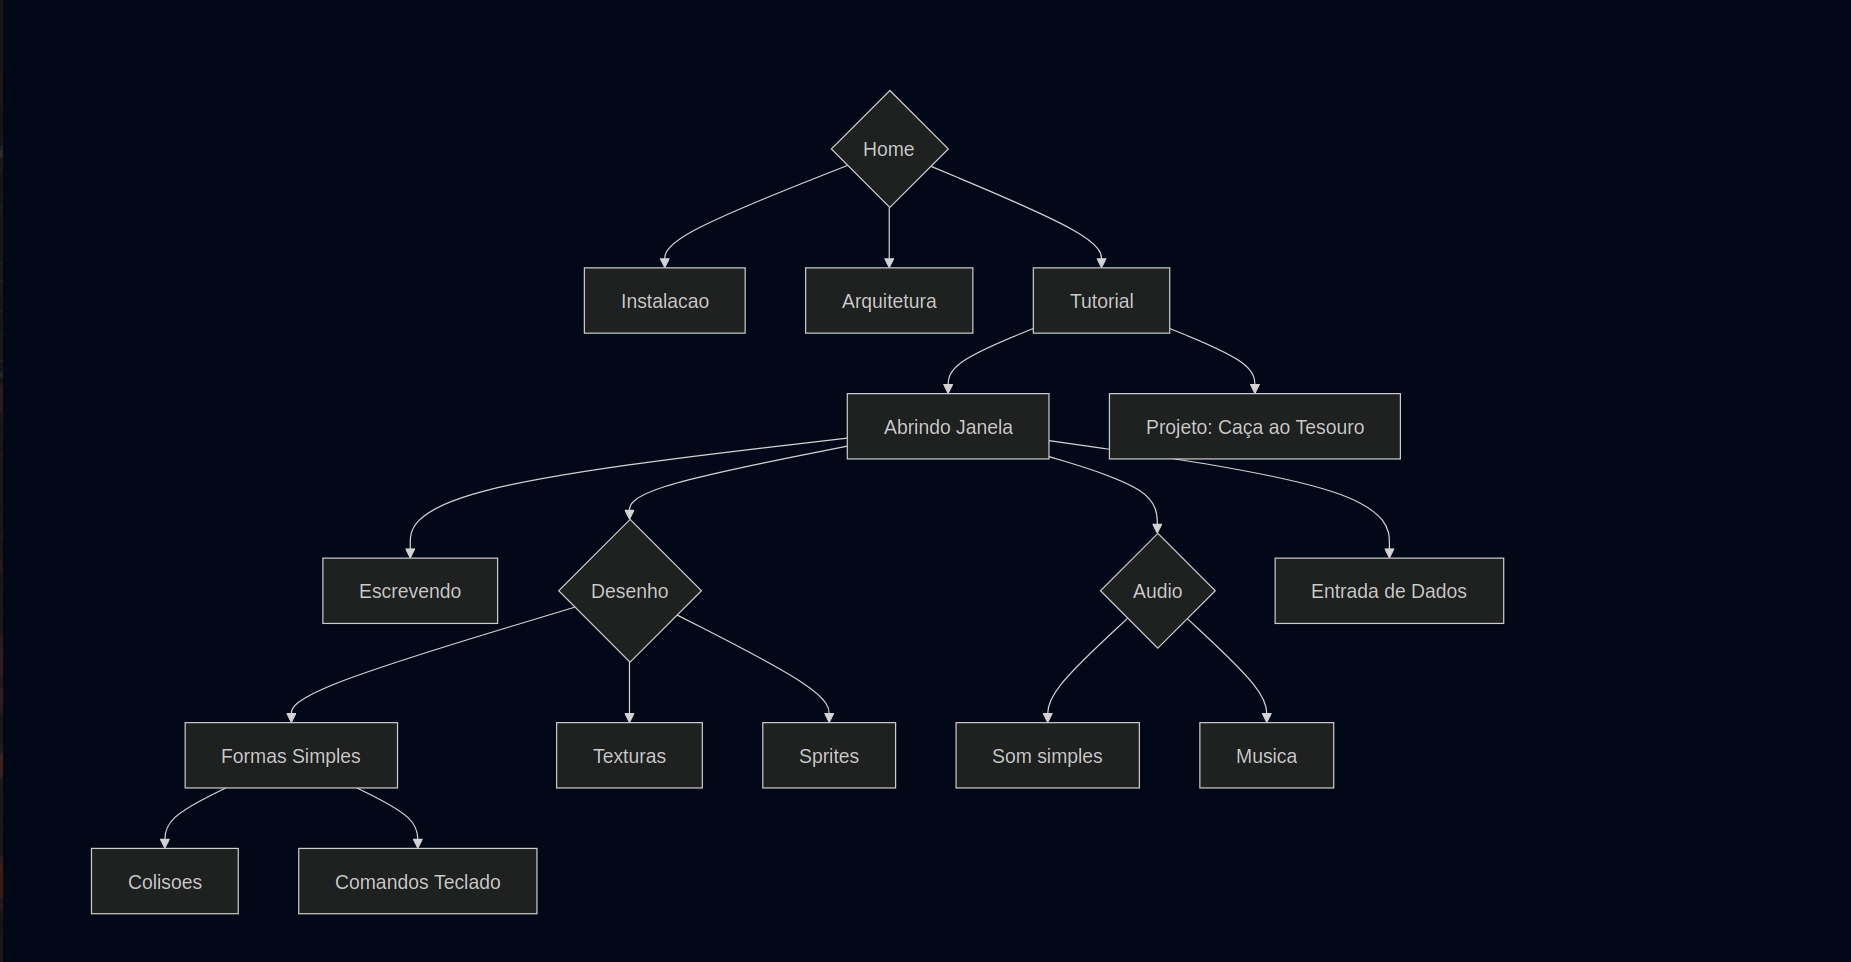 Home
Instalacao
Arquitetura
Tutorial
Abrindo Janela
Projeto: Caça ao Tesouro
Escrevendo
Desenho
Audio
Entrada de Dados
Formas Simples
Texturas
Sprites
Som simples
Musica
Colisoes
Comandos Teclado